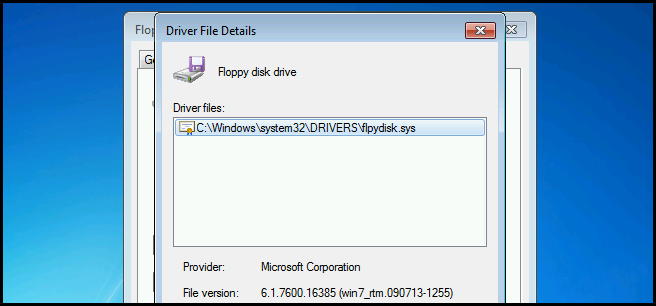 Flop
Driver File Details
Ge
Floppy disk drive
Driver files:
C:\Windows\system32\DRIVERS\flpydisk.sys
Provider: Microsoft Corporation
File version: 6.1.7600.16385 (win7_rtm.090713-1255)